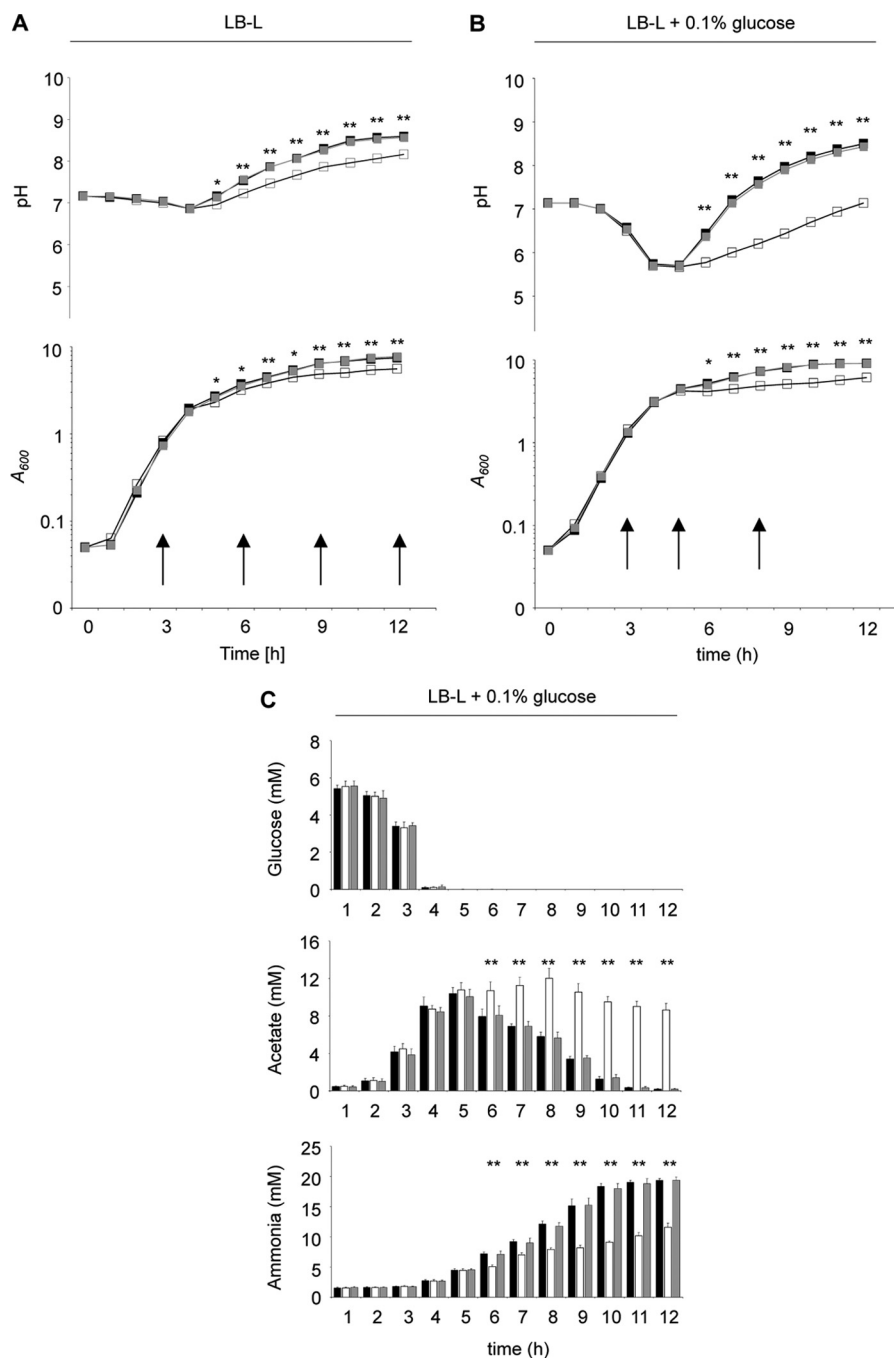 A
LB-L
10
9
8
7
6
5
pH
* ** ** ** ** ** ** **
10
1
0.1
0
A600
* * ** * ** ** ** **
0 3 6 9 12
Time [h]
B
LB-L + 0.1% glucose
10
9
8
7
6
5
pH
** ** ** ** ** ** **
10
1
0.1
0
A600
* ** ** ** ** ** **
0 3 6 9 12
time (h)
C
LB-L + 0.1% glucose
8
6
4
2
0
Glucose (mM)
1 2 3 4 5 6 7 8 9 10 11 12
16
12
8
4
0
Acetate (mM)
** ** ** ** ** ** **
1 2 3 4 5 6 7 8 9 10 11 12
25
20
15
10
5
0
Ammonia (mM)
** ** ** ** ** ** **
1 2 3 4 5 6 7 8 9 10 11 12
time (h)